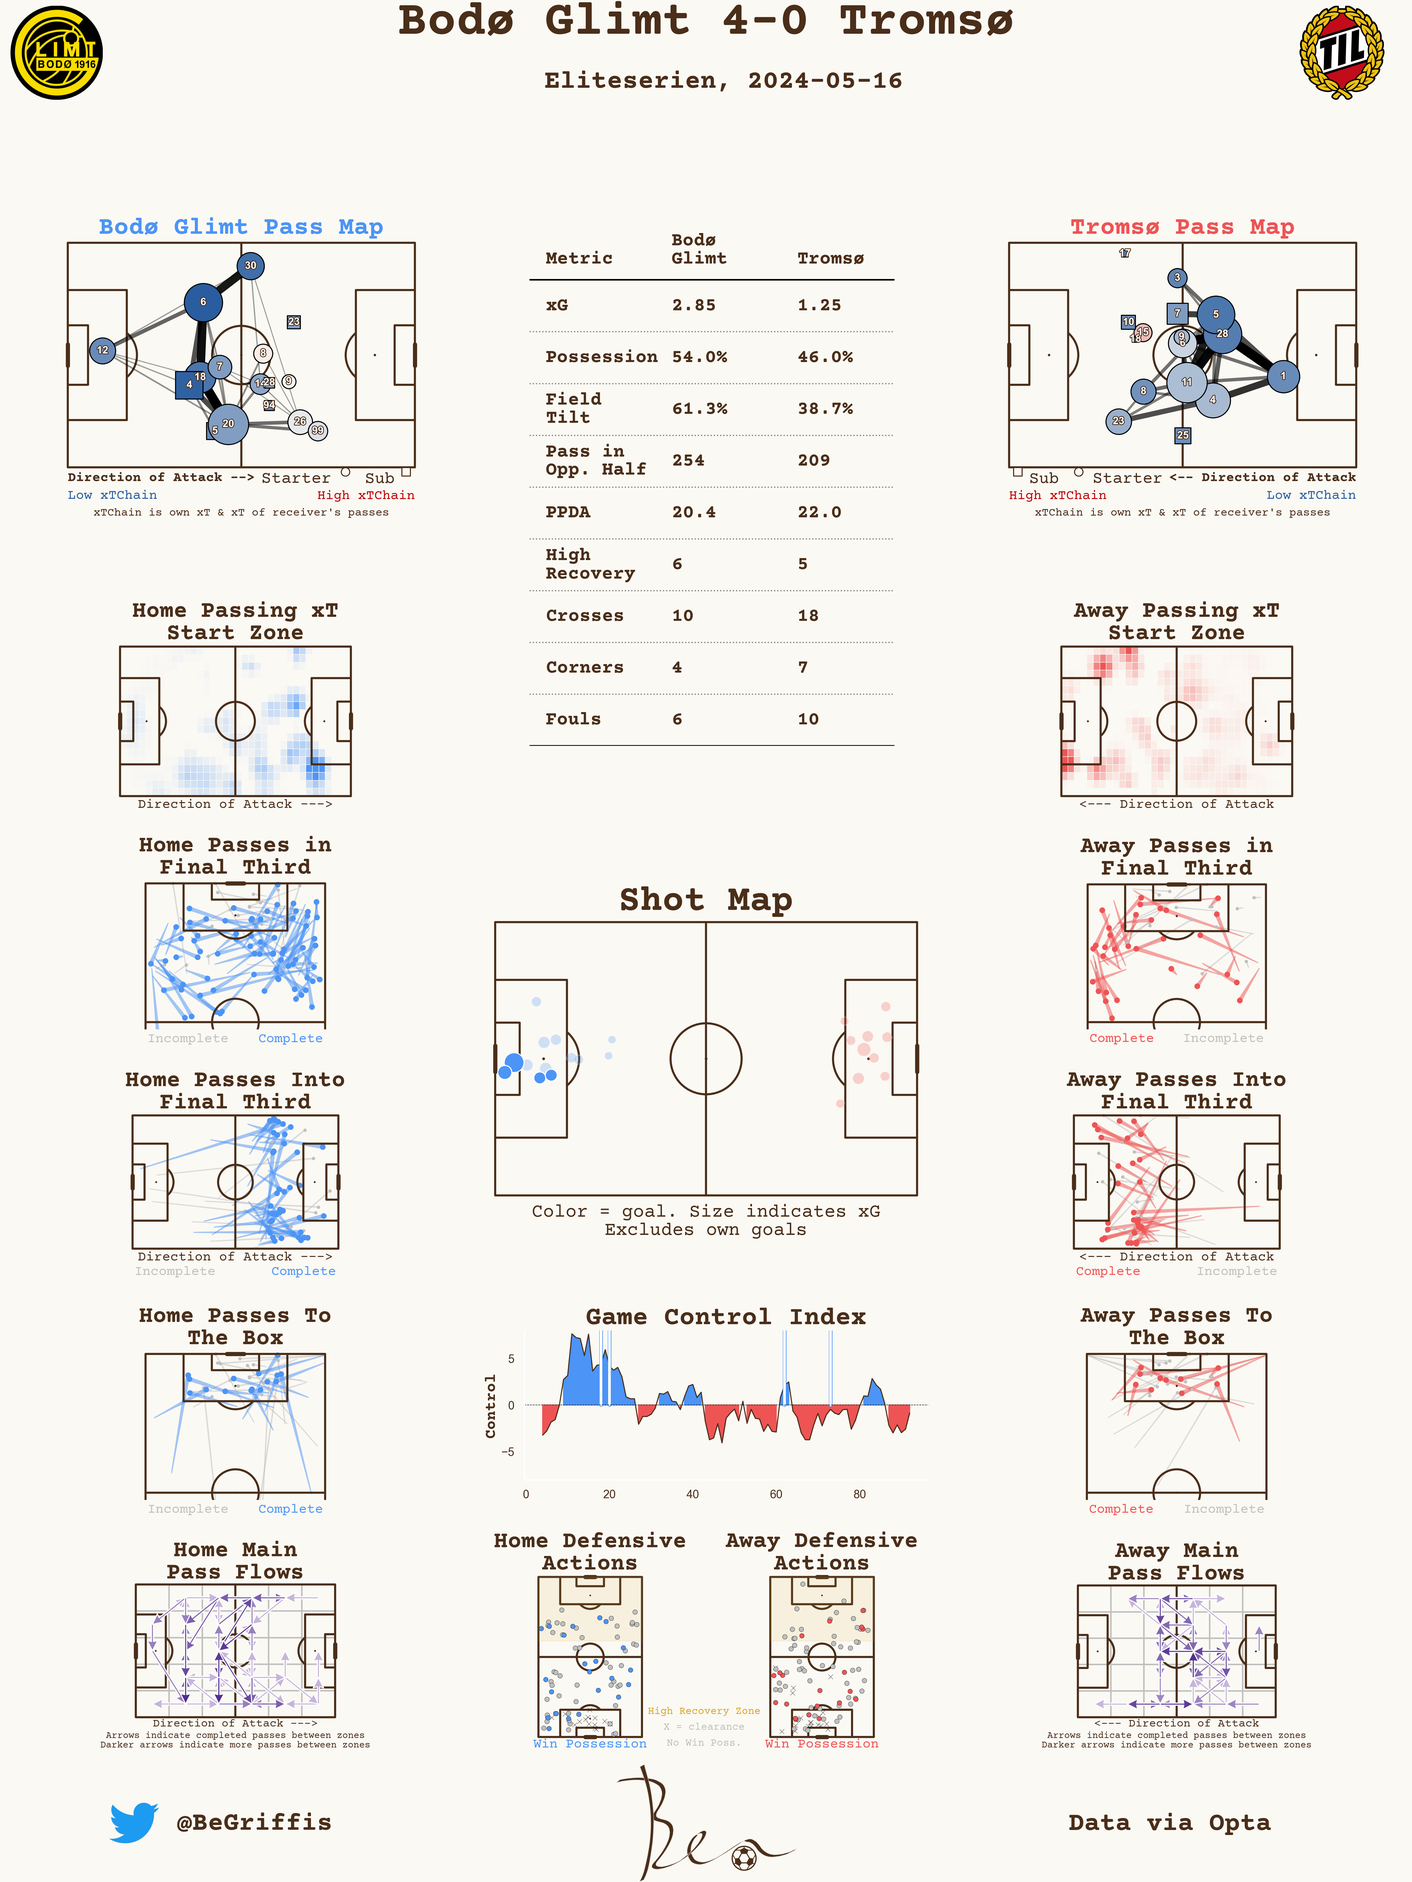 Bodø Glimt 4-0 Tromsø
Eliteserien, 2024-05-16
LIMT
BODØ 1916
TIL
Bodø Glimt Pass Map
30
6
23
12
8
7
18
4
14
28
9
94
20
26
5
99
Direction of Attack --> Starter Sub
Low xTChain High xTChain
xTChain is own xT & xT of receiver's passes
Metric Bodø Glimt Tromsø
xG 2.85 1.25
Possession 54.0% 46.0%
Field Tilt 61.3% 38.7%
Pass in Opp. Half 254 209
PPDA 20.4 22.0
High Recovery 6 5
Crosses 10 18
Corners 4 7
Fouls 6 10
Tromsø Pass Map
17
3
7
5
10
15
9
28
11
1
8
4
23
25
Sub Starter <-- Direction of Attack
High xTChain Low xTChain
xTChain is own xT & xT of receiver's passes
Home Passing xT
Start Zone
Direction of Attack --->
Away Passing xT
Start Zone
<--- Direction of Attack
Home Passes in
Final Third
Incomplete Complete
Shot Map
Color = goal. Size indicates xG
Excludes own goals
Away Passes in
Final Third
Complete Incomplete
Home Passes Into
Final Third
Direction of Attack --->
Incomplete Complete
Away Passes Into
Final Third
<--- Direction of Attack
Complete Incomplete
Home Passes To
The Box
Incomplete Complete
Game Control Index
Control
5
0
−5
0 20 40 60 80
Away Passes To
The Box
Complete Incomplete
Home Main
Pass Flows
Direction of Attack --->
Arrows indicate completed passes between zones
Darker arrows indicate more passes between zones
Home Defensive
Actions
Win Possession
High Recovery Zone
X = clearance
No Win Poss.
Away Defensive
Actions
Win Possession
Away Main
Pass Flows
<--- Direction of Attack
Arrows indicate completed passes between zones
Darker arrows indicate more passes between zones
@BeGriffis
Ben
Data via Opta